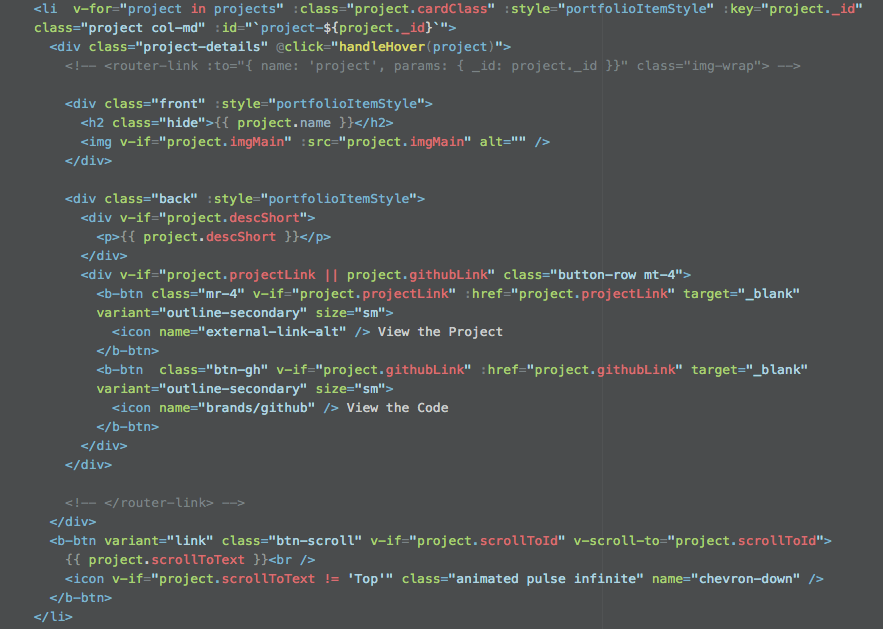 <li  v-for="project in projects" :class="project.cardClass" :style="portfolioItemStyle" :key="project._id"
class="project col-md" :id="`project-${project._id}`">
<div class="project-details" @click="handleHover(project)">
<!-- <router-link :to="{ name: 'project', params: { _id: project._id }}" class="img-wrap"> -->
<div class="front" :style="portfolioItemStyle">
<h2 class="hide">{{ project.name }}</h2>
<img v-if="project.imgMain" :src="project.imgMain" alt="" />
</div>
<div class="back" :style="portfolioItemStyle">
<div v-if="project.descShort">
<p>{{ project.descShort }}</p>
</div>
<div v-if="project.projectLink || project.githubLink" class="button-row mt-4">
<b-btn class="mr-4" v-if="project.projectLink" :href="project.projectLink" target="_blank"
variant="outline-secondary" size="sm">
<icon name="external-link-alt" /> View the Project
</b-btn>
<b-btn  class="btn-gh" v-if="project.githubLink" :href="project.githubLink" target="_blank"
variant="outline-secondary" size="sm">
<icon name="brands/github" /> View the Code
</b-btn>
</div>
</div>
<!-- </router-link> -->
</div>
<b-btn variant="link" class="btn-scroll" v-if="project.scrollToId" v-scroll-to="project.scrollToId">
{{ project.scrollToText }}<br />
<icon v-if="project.scrollToText != 'Top'" class="animated pulse infinite" name="chevron-down" />
</b-btn>
</li>